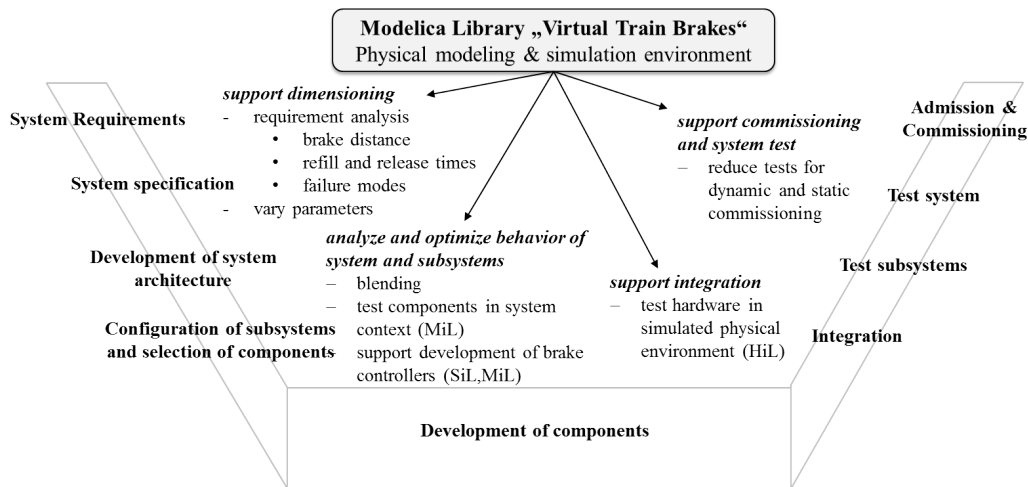 Modelica Library „Virtual Train Brakes“
Physical modeling & simulation environment
System Requirements
System specification
Development of system
architecture
Configuration of subsystems
and selection of components
support dimensioning
- requirement analysis
• brake distance
• refill and release times
• failure modes
- vary parameters
analyze and optimize behavior of
system and subsystems
– blending
– test components in system
context (MiL)
– support development of brake
controllers (SiL,MiL)
support integration
– test hardware in
simulated physical
environment (HiL)
support commissioning
and system test
– reduce tests for
dynamic and static
commissioning
Admission &
Commissioning
Test system
Test subsystems
Integration
Development of components